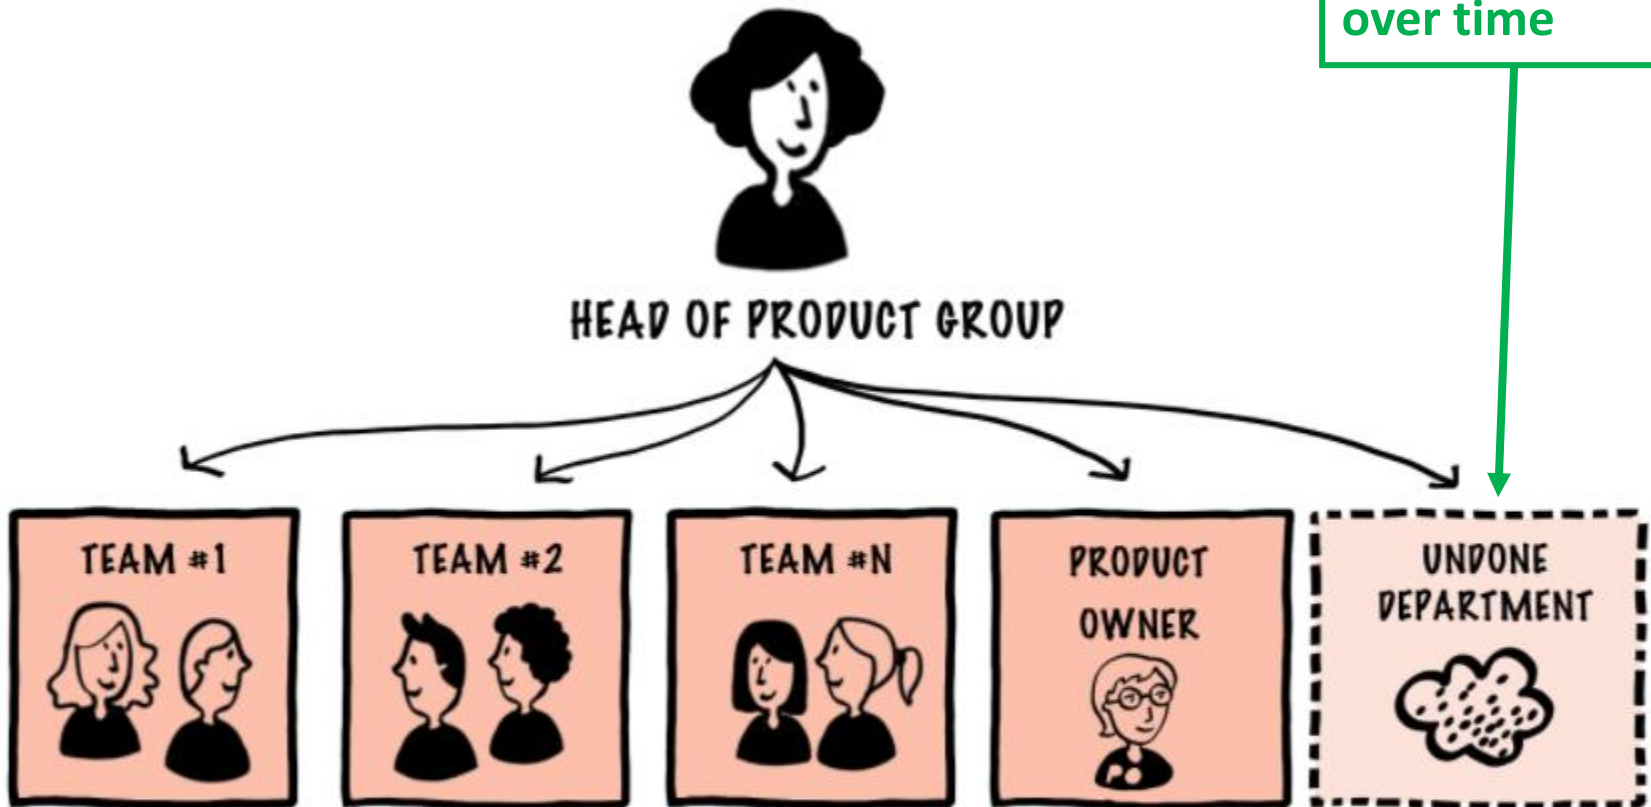 over time
HEAD OF PRODUCT GROUP
TEAM #1
TEAM #2
TEAM #N
PRODUCT
OWNER
UNDONE
DEPARTMENT